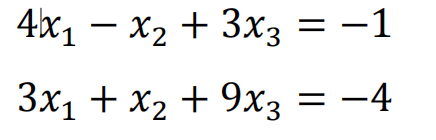 4x₁ − x₂ + 3x₃ = −1
3x₁ + x₂ + 9x₃ = −4